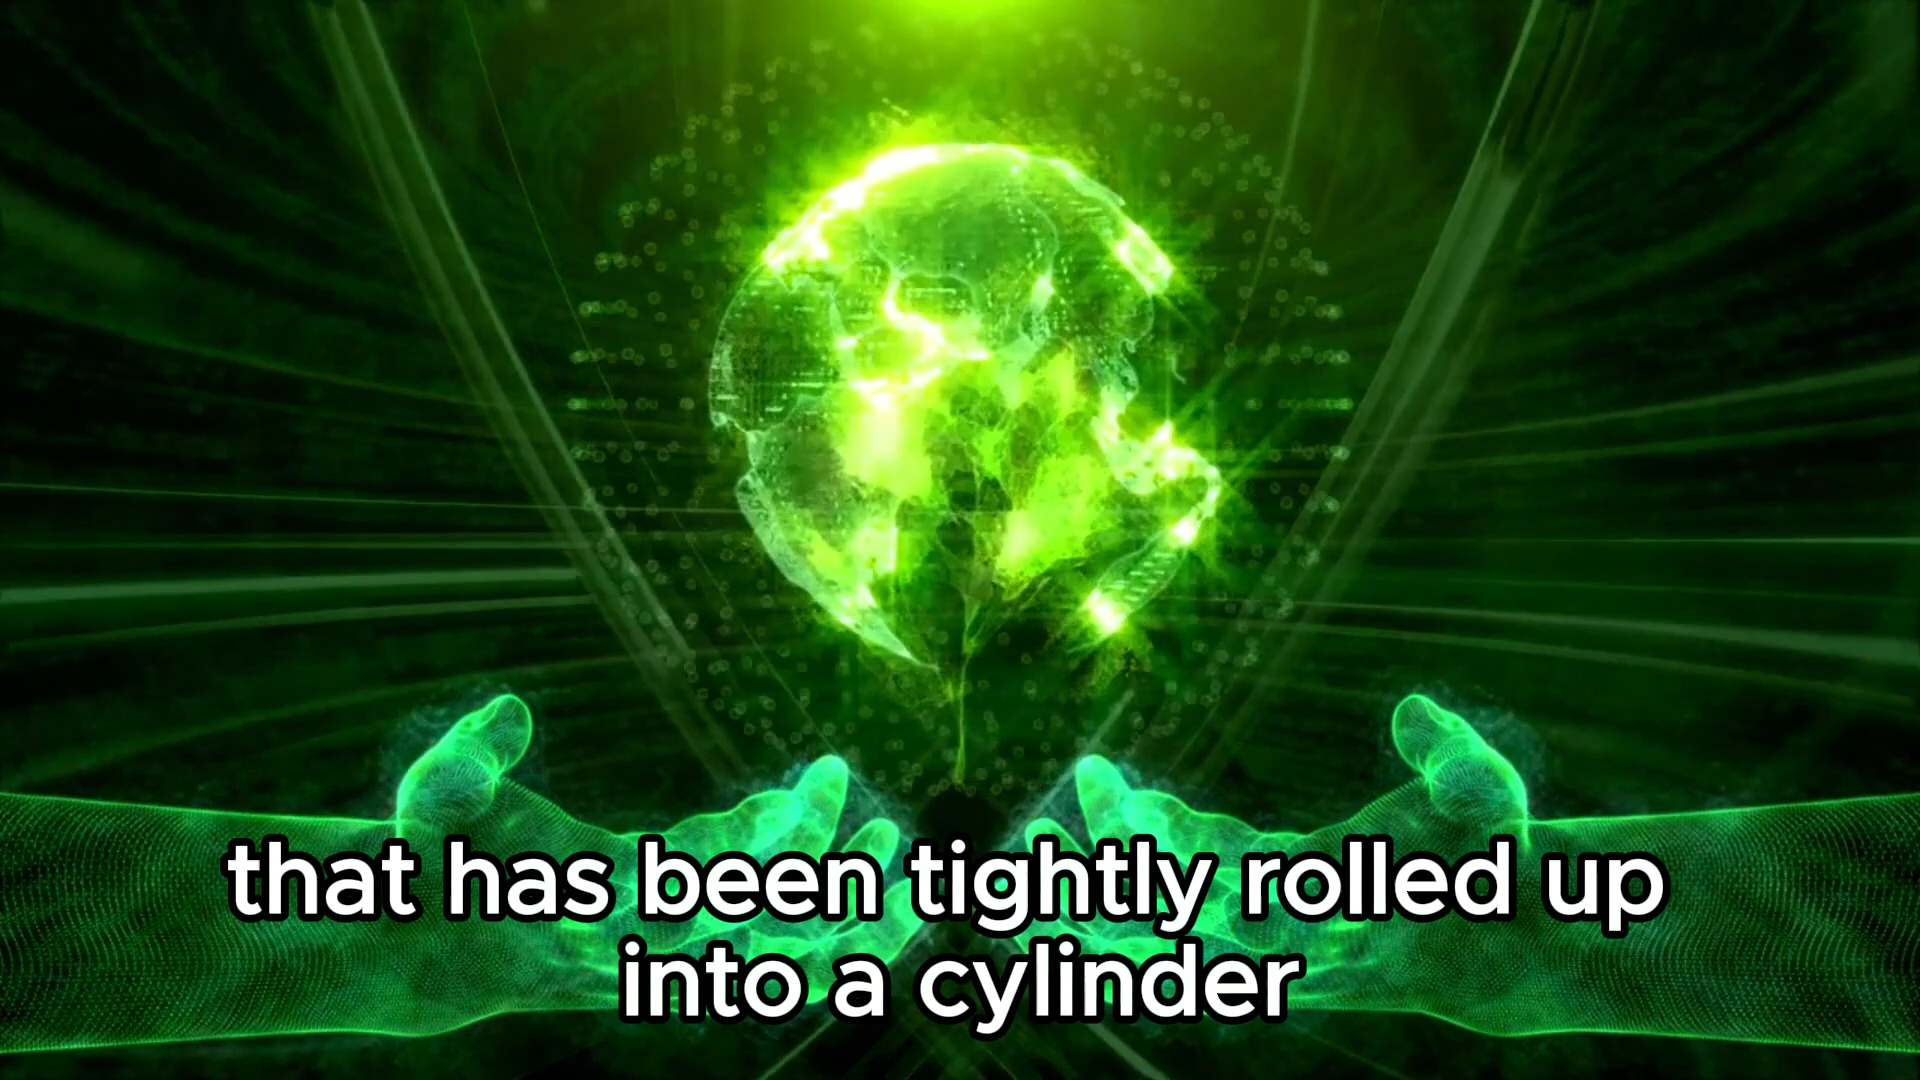 that has been tightly rolled up
into a cylinder